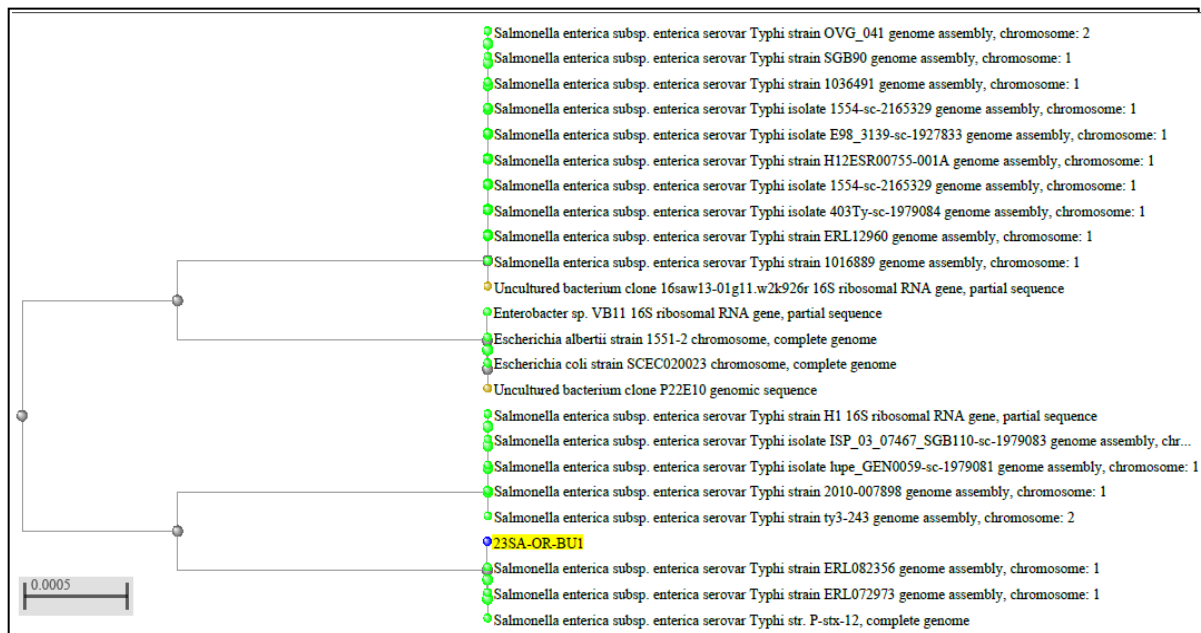 Salmonella enterica subsp. enterica serovar Typhi strain OVG_041 genome assembly, chromosome: 2
Salmonella enterica subsp. enterica serovar Typhi strain SGB90 genome assembly, chromosome: 1
Salmonella enterica subsp. enterica serovar Typhi strain 1036491 genome assembly, chromosome: 1
Salmonella enterica subsp. enterica serovar Typhi isolate 1554-sc-2165329 genome assembly, chromosome: 1
Salmonella enterica subsp. enterica serovar Typhi isolate E98_3139-sc-1927833 genome assembly, chromosome: 1
Salmonella enterica subsp. enterica serovar Typhi strain H12ESR00755-001A genome assembly, chromosome: 1
Salmonella enterica subsp. enterica serovar Typhi isolate 1554-sc-2165329 genome assembly, chromosome: 1
Salmonella enterica subsp. enterica serovar Typhi isolate 403Ty-sc-1979084 genome assembly, chromosome: 1
Salmonella enterica subsp. enterica serovar Typhi strain ERL12960 genome assembly, chromosome: 1
Salmonella enterica subsp. enterica serovar Typhi strain 1016889 genome assembly, chromosome: 1
Uncultured bacterium clone 16saw13-01g11.w2k926r 16S ribosomal RNA gene, partial sequence
Enterobacter sp. VB11 16S ribosomal RNA gene, partial sequence
Escherichia albertii strain 1551-2 chromosome, complete genome
Escherichia coli strain SCEC020023 chromosome, complete genome
Uncultured bacterium clone P22E10 genomic sequence
Salmonella enterica subsp. enterica serovar Typhi strain H1 16S ribosomal RNA gene, partial sequence
Salmonella enterica subsp. enterica serovar Typhi isolate ISP_03_07467_SGB110-sc-1979083 genome assembly, chr...
Salmonella enterica subsp. enterica serovar Typhi isolate lupe_GEN0059-sc-1979081 genome assembly, chromosome: 1
Salmonella enterica subsp. enterica serovar Typhi strain 2010-007898 genome assembly, chromosome: 1
Salmonella enterica subsp. enterica serovar Typhi strain ty3-243 genome assembly, chromosome: 2
23SA-OR-BU1
Salmonella enterica subsp. enterica serovar Typhi strain ERL082356 genome assembly, chromosome: 1
Salmonella enterica subsp. enterica serovar Typhi strain ERL072973 genome assembly, chromosome: 1
Salmonella enterica subsp. enterica serovar Typhi str. P-stx-12, complete genome
0.0005